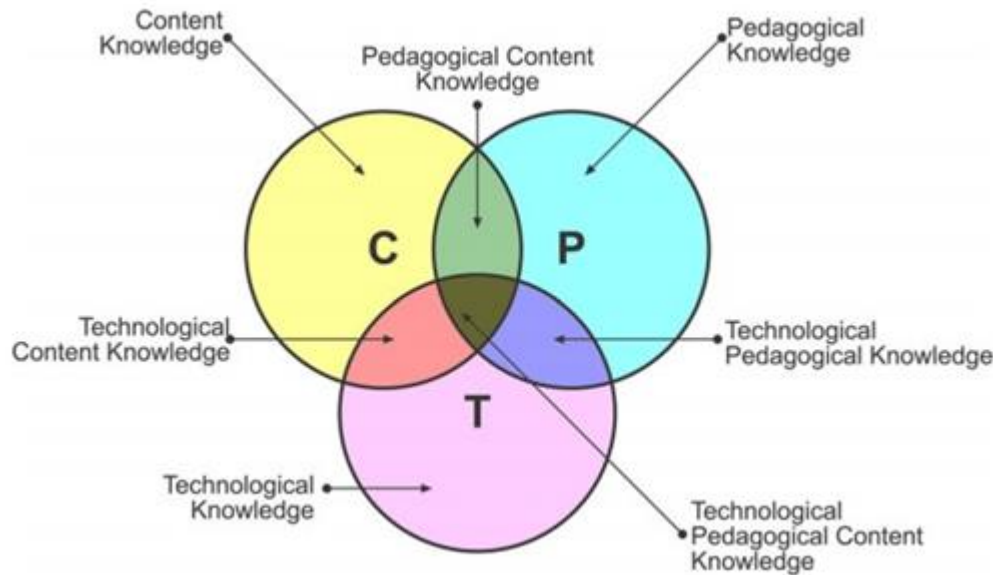 Content
Knowledge
Pedagogical Content
Knowledge
Pedagogical
Knowledge
C
P
Technological
Content Knowledge
Technological
Pedagogical Knowledge
T
Technological
Knowledge
Technological
Pedagogical Content
Knowledge